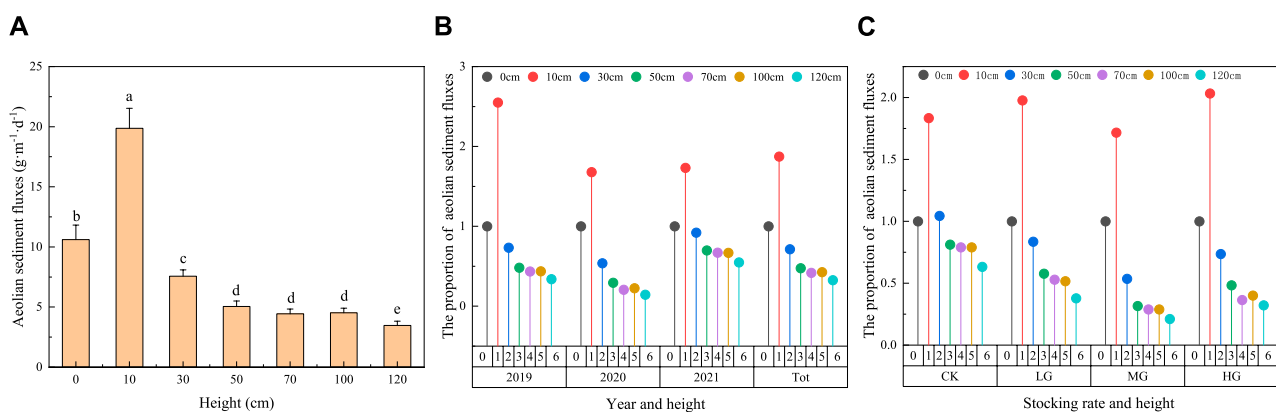 A
Aeolian sediment fluxes (g·m⁻¹·d⁻¹)
25
20
15
10
5
0
b
a
c
d
d
d
e
0 10 30 50 70 100 120
Height (cm)
B
The proportion of aeolian sediment fluxes
3
2
1
0
0cm 10cm 30cm 50cm 70cm 100cm 120cm
0 1 2 3 4 5 6 0 1 2 3 4 5 6 0 1 2 3 4 5 6 0 1 2 3 4 5 6
2019 2020 2021 Tot
Year and height
C
The proportion of aeolian sediment fluxes
2.0
1.5
1.0
0.5
0.0
0cm 10cm 30cm 50cm 70cm 100cm 120cm
0 1 2 3 4 5 6 0 1 2 3 4 5 6 0 1 2 3 4 5 6 0 1 2 3 4 5 6
CK LG MG HG
Stocking rate and height